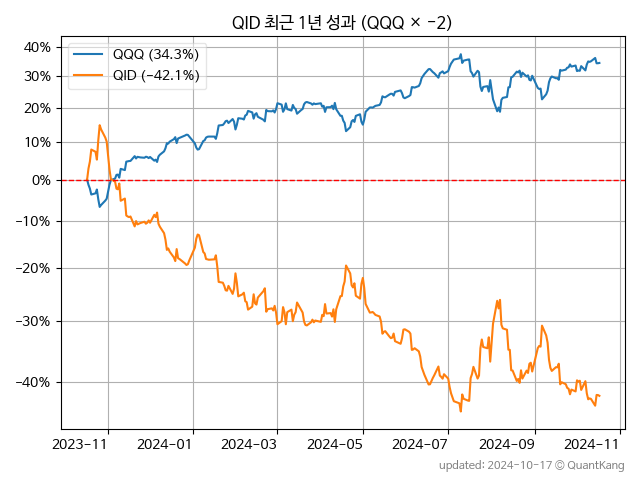 QID 최근 1년 성과 (QQQ × −2)
QQQ (34.3%)
QID (−42.1%)
40%
30%
20%
10%
0%
−10%
−20%
−30%
−40%
2023−11 2024−01 2024−03 2024−05 2024−07 2024−09 2024−11
updated: 2024-10-17 © QuantKang